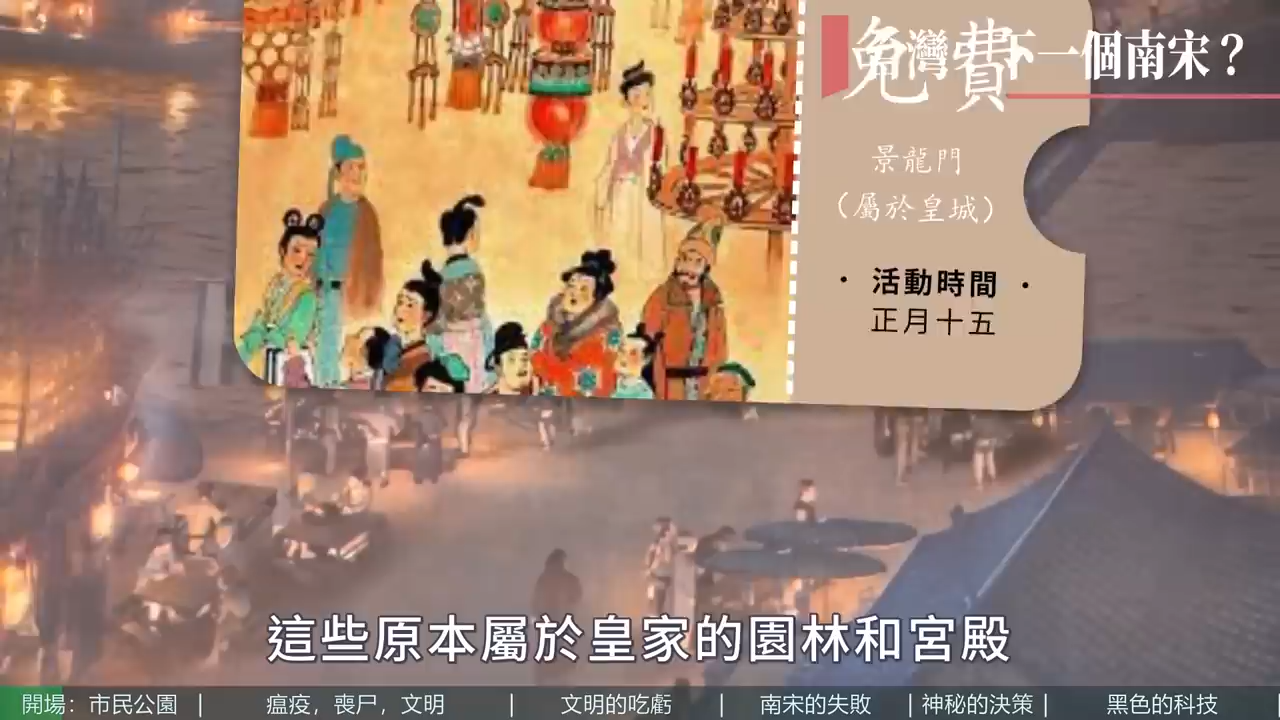 免費
灣
下一個南宋？
景龍門
（屬於皇城）
· 活動時間 ·
正月十五
這些原本屬於皇家的園林和宮殿
開場：市民公園 | 瘟疫，喪尸，文明 | 文明的吃虧 | 南宋的失敗 | 神秘的決策 | 黑色的科技